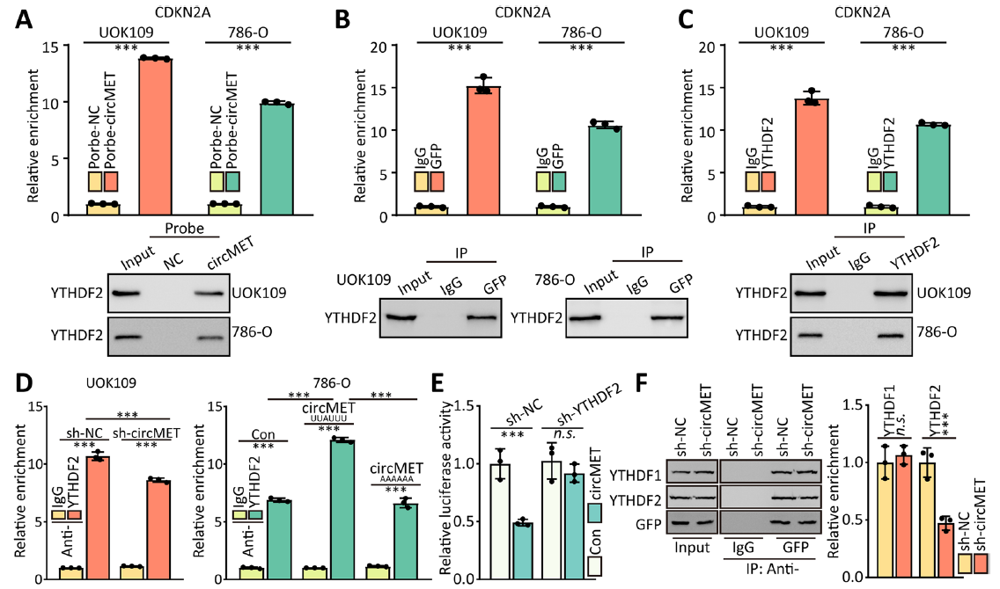 A
CDKN2A
UOK109
786-O
***
***
Relative enrichment
15
10
5
0
Porbe-NC
Porbe-circMET
Porbe-NC
Porbe-circMET
Probe
Input
NC
circMET
YTHDF2
UOK109
YTHDF2
786-O
B
CDKN2A
UOK109
786-O
***
***
Relative enrichment
20
15
10
5
0
IgG
GFP
IgG
GFP
IP
UOK109
Input
IgG
GFP
YTHDF2
IP
786-O
Input
IgG
GFP
YTHDF2
C
CDKN2A
UOK109
786-O
***
***
Relative enrichment
20
15
10
5
0
IgG
YTHDF2
IgG
YTHDF2
IP
Input
IgG
YTHDF2
YTHDF2
UOK109
YTHDF2
786-O
D
UOK109
***
sh-NC
sh-circMET
***
***
Relative enrichment
15
10
5
0
IgG
YTHDF2
Anti-
786-O
***
***
circMET
UUAUUU
***
Con
***
circMET
AAAAAA
***
Relative enrichment
15
10
5
0
IgG
YTHDF2
Anti-
E
sh-NC
sh-YTHDF2
***
n.s.
Relative luciferase activity
1.5
1.0
0.5
0.0
Con
circMET
F
sh-NC
sh-circMET
sh-NC
sh-circMET
sh-NC
sh-circMET
YTHDF1
YTHDF2
GFP
Input
IgG
GFP
IP: Anti-
YTHDF1
n.s.
YTHDF2
***
Relative enrichment
1.5
1.0
0.5
0.0
sh-NC
sh-circMET